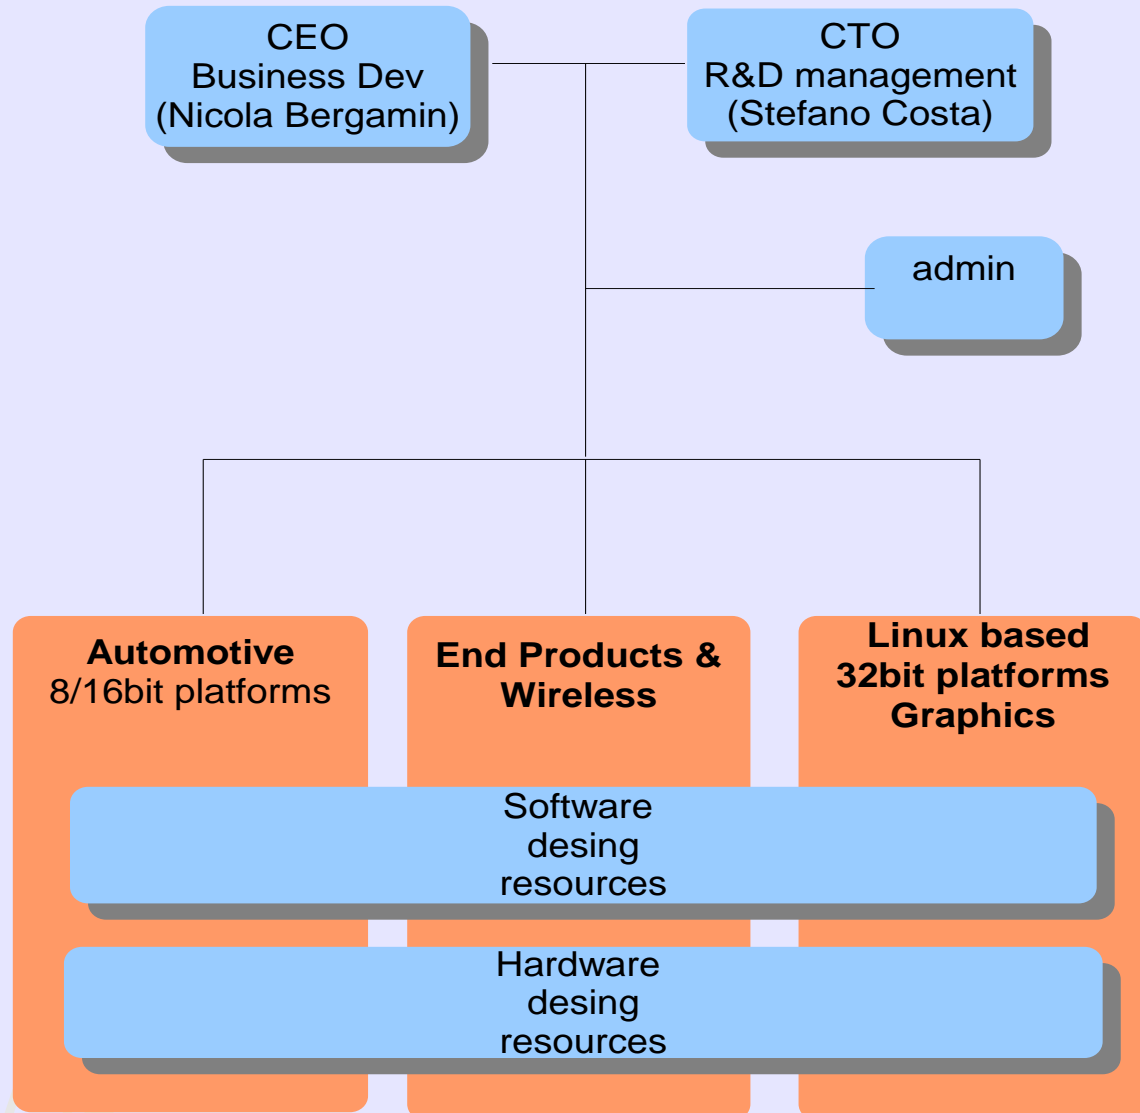 CEO
Business Dev
(Nicola Bergamin)
CTO
R&D management
(Stefano Costa)
admin
Automotive
8/16bit platforms
End Products &
Wireless
Linux based
32bit platforms
Graphics
Software
desing
resources
Hardware
desing
resources